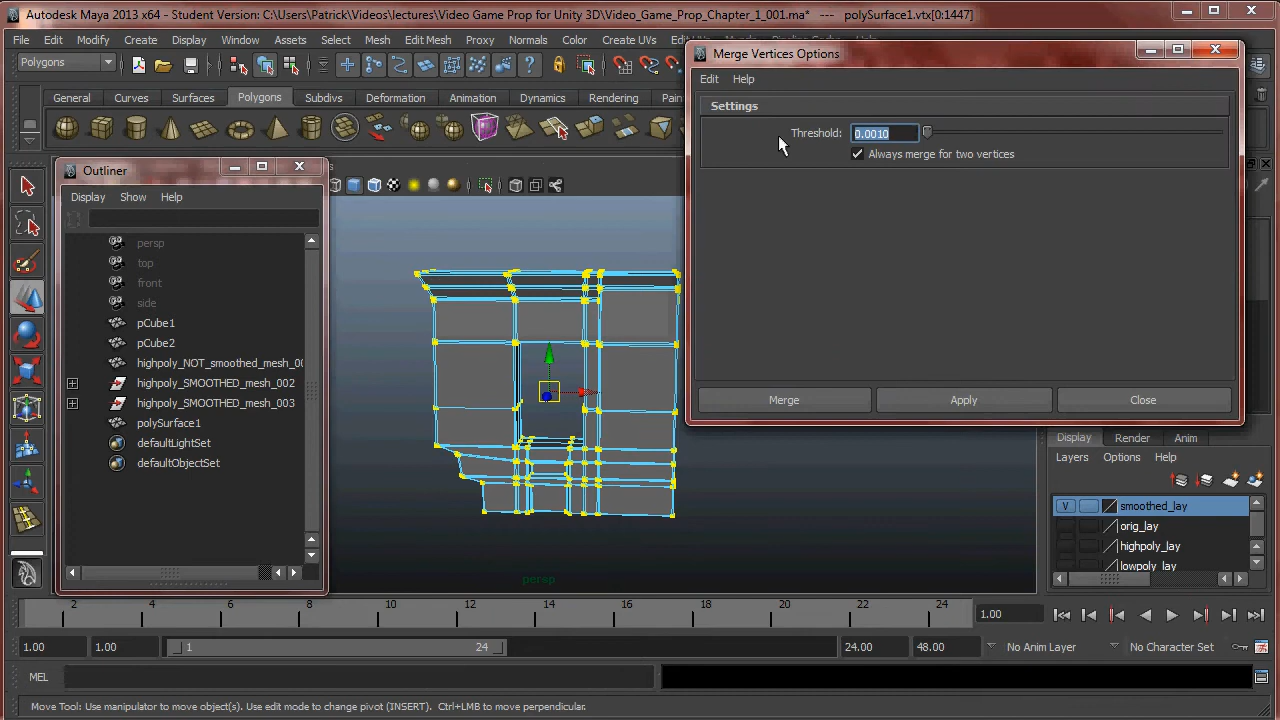 Autodesk Maya 2013 x64 - Student Version: C:\Users\Patrick\Videos\lectures\Video Game Prop for Unity 3D\Video_Game_Prop_Chapter_1_001.ma* --- polySurface1.vtx[0:1447]
File Edit Modify Create Display Window Assets Select Mesh Edit Mesh Proxy Normals Color Create UVs
Polygons
General Curves Surfaces Polygons Subdivs Deformation Animation Dynamics Rendering
Merge Vertices Options
Edit Help
Settings
Threshold: 0.0010
Always merge for two vertices
Merge Apply Close
Outliner
Display Show Help
persp
top
front
side
pCube1
pCube2
highpoly_NOT_smoothed_mesh_00
highpoly_SMOOTHED_mesh_002
highpoly_SMOOTHED_mesh_003
polySurface1
defaultLightSet
defaultObjectSet
persp
Display Render Anim
Layers Options Help
V smoothed_lay
orig_lay
highpoly_lay
lowpoly_lay
2 4 6 8 10 12 14 16 18 20 22 24
1.00
1.00 1.00 1 24 24.00 48.00 No Anim Layer No Character Set
MEL
Move Tool: Use manipulator to move object(s). Use edit mode to change pivot (INSERT). Ctrl+LMB to move perpendicular.